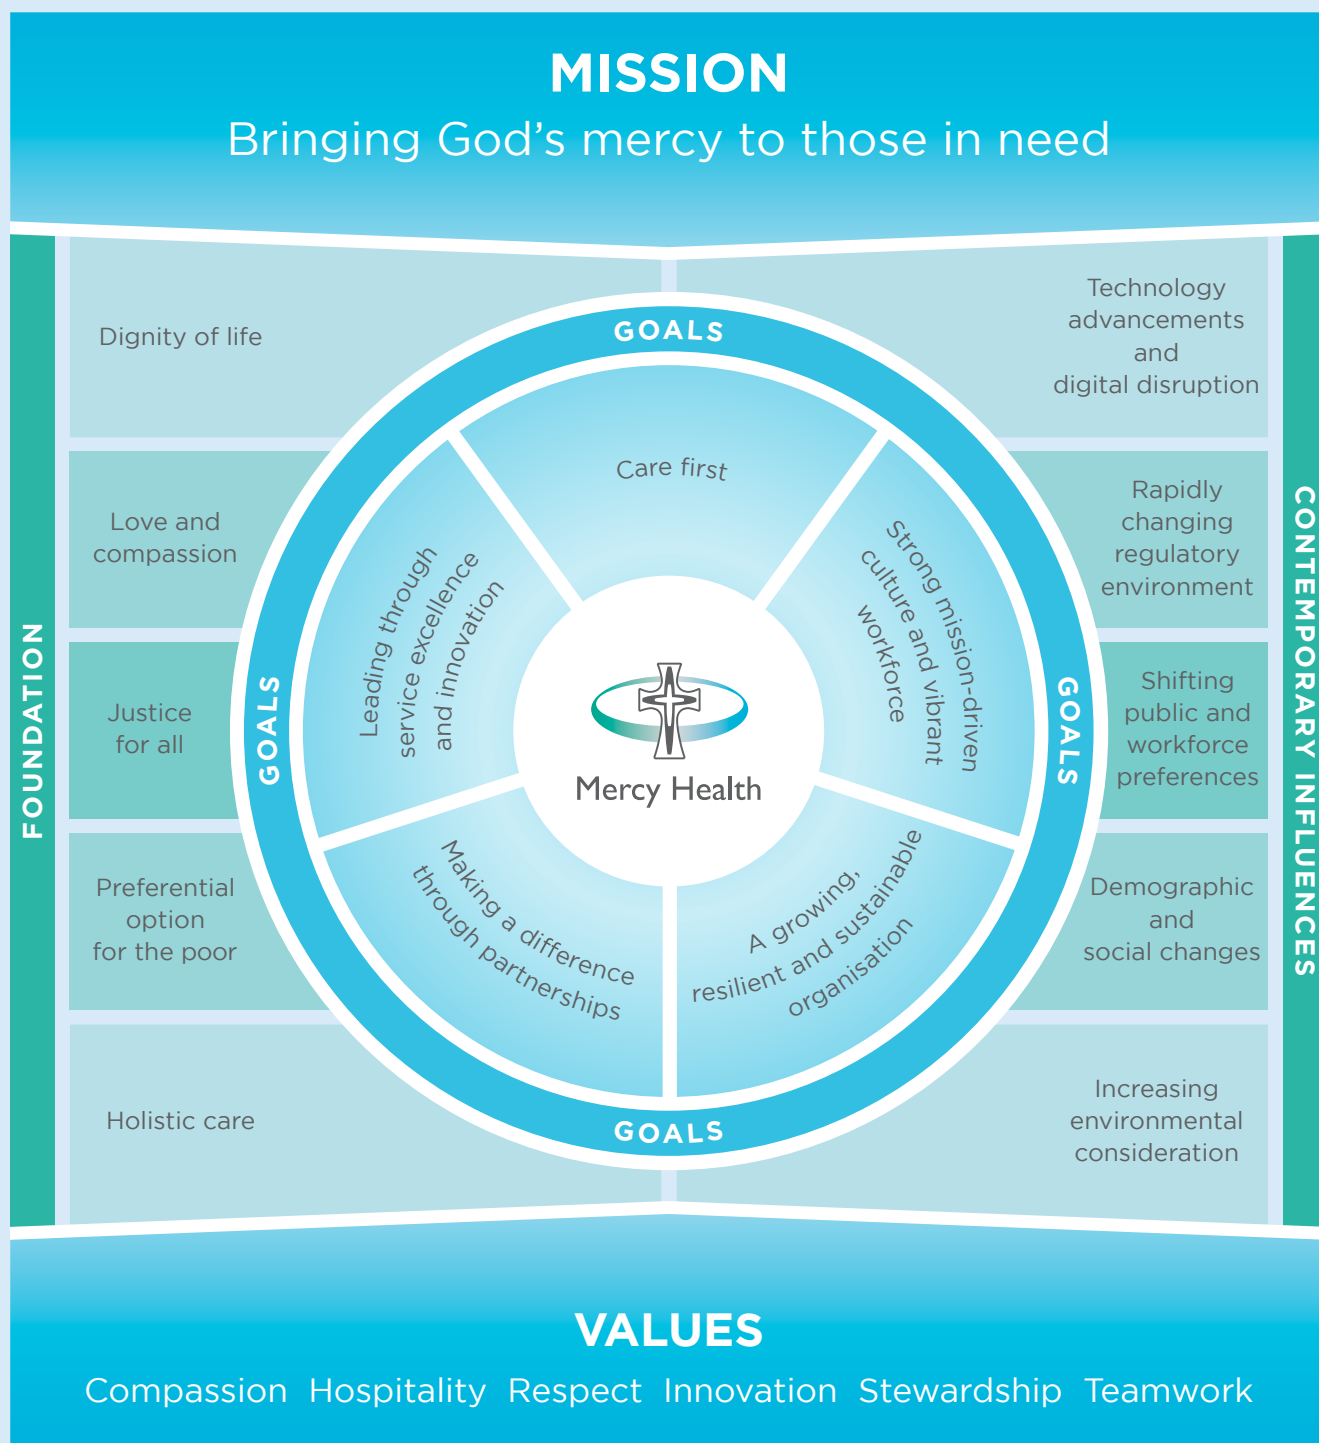 MISSION
Bringing God’s mercy to those in need
FOUNDATION
Dignity of life
Love and
compassion
Justice
for all
Preferential
option
for the poor
Holistic care
GOALS
GOALS
GOALS
GOALS
Care first
Strong mission-driven
culture and vibrant
workforce
A growing,
resilient and sustainable
organisation
Making a difference
through partnerships
Leading through
service excellence
and innovation
Mercy Health
Technology
advancements
and
digital disruption
Rapidly
changing
regulatory
environment
Shifting
public and
workforce
preferences
Demographic
and
social changes
Increasing
environmental
consideration
CONTEMPORARY INFLUENCES
VALUES
Compassion Hospitality Respect Innovation Stewardship Teamwork